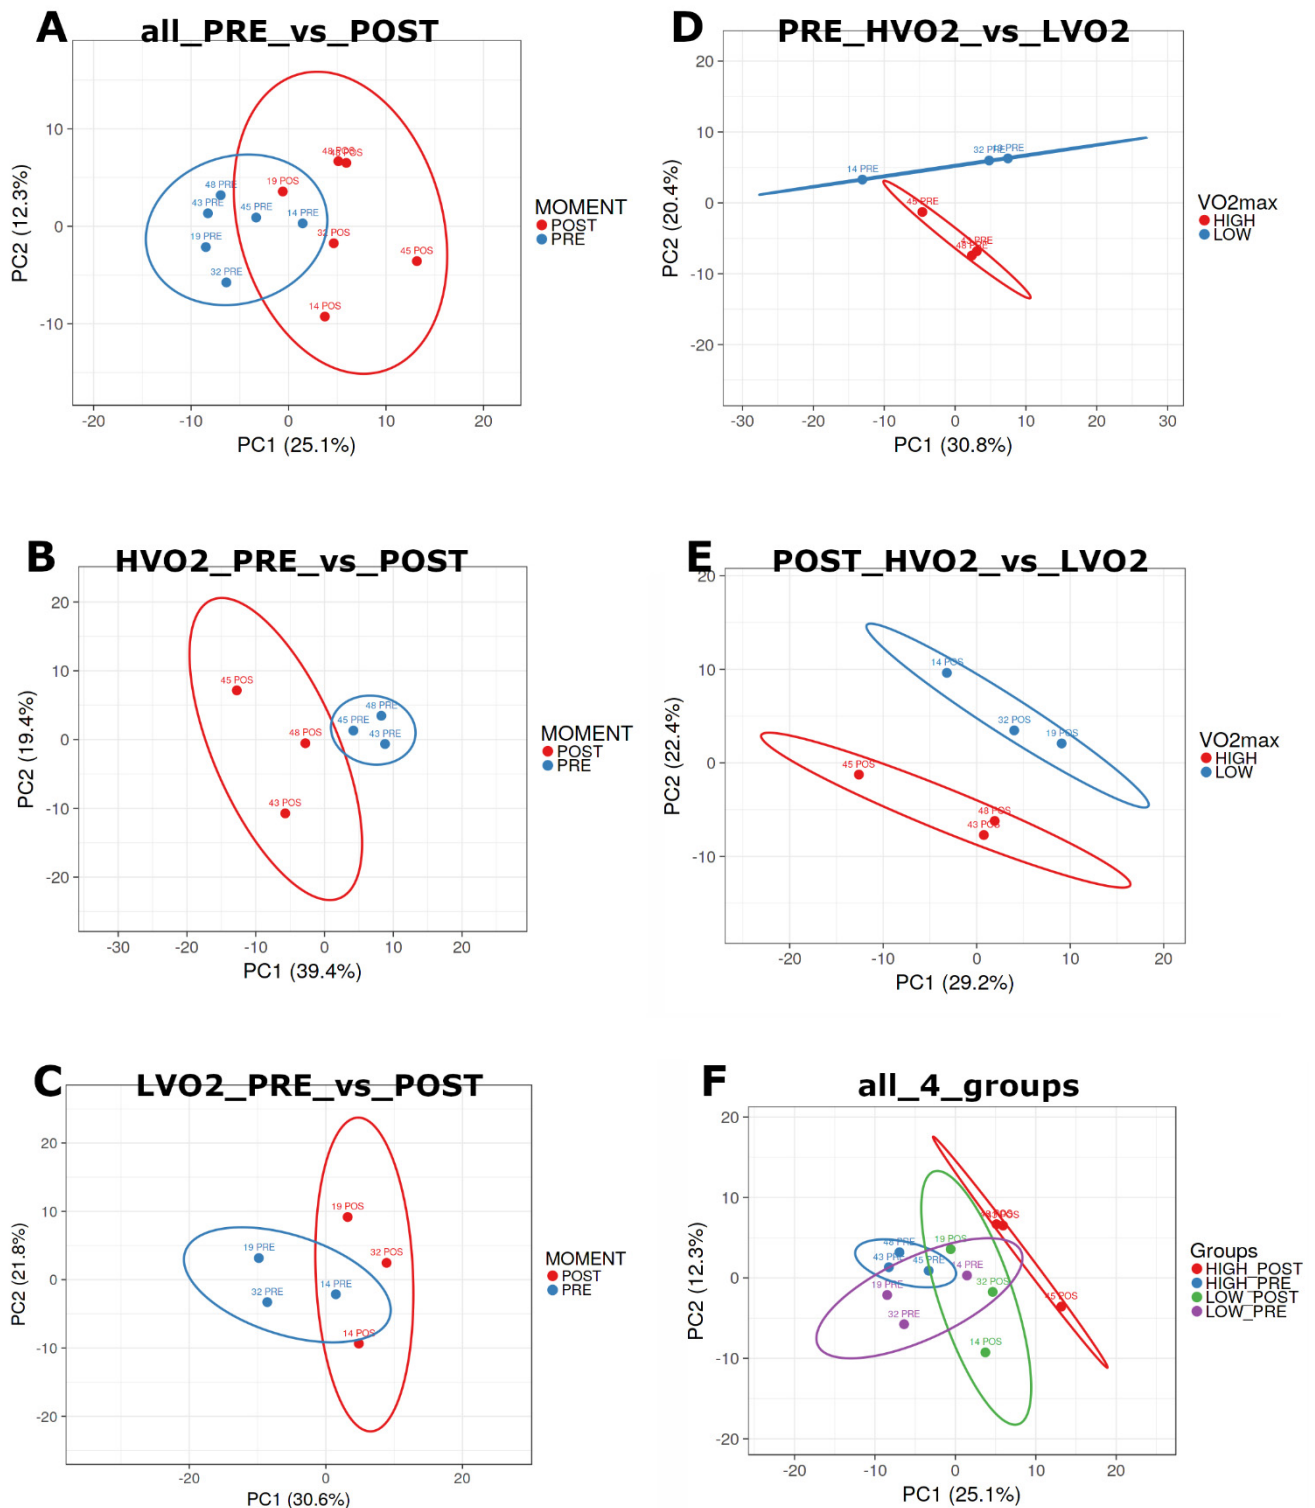 A
all_PRE_vs_POST
10
0
-10
-20
-10
0
10
20
PC2 (12.3%)
PC1 (25.1%)
48 PRE
43 PRE
45 PRE
14 PRE
19 PRE
32 PRE
19 POS
32 POS
45 POS
14 POS
MOMENT
POST
PRE
D
PRE_HVO2_vs_LVO2
20
10
0
-10
-20
-30
-20
-10
0
10
20
30
PC2 (20.4%)
PC1 (30.8%)
14 PRE
32 PRE
45 PRE
VO2max
HIGH
LOW
B
HVO2_PRE_vs_POST
20
10
0
-10
-20
-30
-20
-10
0
10
20
PC2 (19.4%)
PC1 (39.4%)
45 POS
48 POS
43 POS
48 PRE
45 PRE
43 PRE
MOMENT
POST
PRE
E
POST_HVO2_vs_LVO2
20
10
0
-10
-20
-10
0
10
20
PC2 (22.4%)
PC1 (29.2%)
14 POS
32 POS
19 POS
45 POS
48 POS
43 POS
VO2max
HIGH
LOW
C
LVO2_PRE_vs_POST
20
10
0
-10
-20
-20
0
20
PC2 (21.8%)
PC1 (30.6%)
19 POS
32 POS
14 POS
19 PRE
14 PRE
32 PRE
MOMENT
POST
PRE
F
all_4_groups
20
10
0
-10
-20
-20
-10
0
10
20
PC2 (12.3%)
PC1 (25.1%)
48 PRE
43 PRE
45 PRE
14 PRE
19 PRE
32 PRE
19 POS
32 POS
14 POS
45 POS
Groups
HIGH_POST
HIGH_PRE
LOW_POST
LOW_PRE